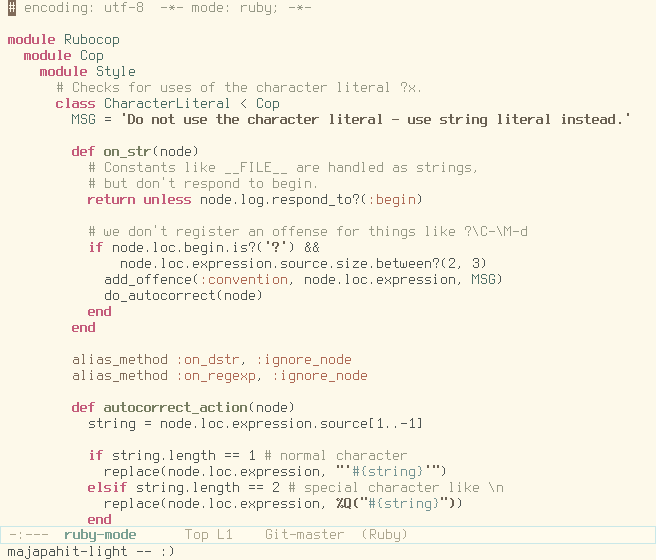 # encoding: utf-8  -*- mode: ruby; -*-

module Rubocop
  module Cop
    module Style
      # Checks for uses of the character literal ?x.
      class CharacterLiteral < Cop
        MSG = 'Do not use the character literal - use string literal instead.'

        def on_str(node)
          # Constants like __FILE__ are handled as strings,
          # but don't respond to begin.
          return unless node.log.respond_to?(:begin)

          # we don't register an offense for things like ?\C-\M-d
          if node.loc.begin.is?('?') &&
              node.loc.expression.source.size.between?(2, 3)
            add_offence(:convention, node.loc.expression, MSG)
            do_autocorrect(node)
          end
        end

        alias_method :on_dstr, :ignore_node
        alias_method :on_regexp, :ignore_node

        def autocorrect_action(node)
          string = node.loc.expression.source[1..-1]

          if string.length == 1 # normal character
            replace(node.loc.expression, "'#{string}'")
          elsif string.length == 2 # special character like \n
            replace(node.loc.expression, %Q("#{string}"))
          end
-:---  ruby-mode      Top L1    Git-master  (Ruby)
majapahit-light -- :)